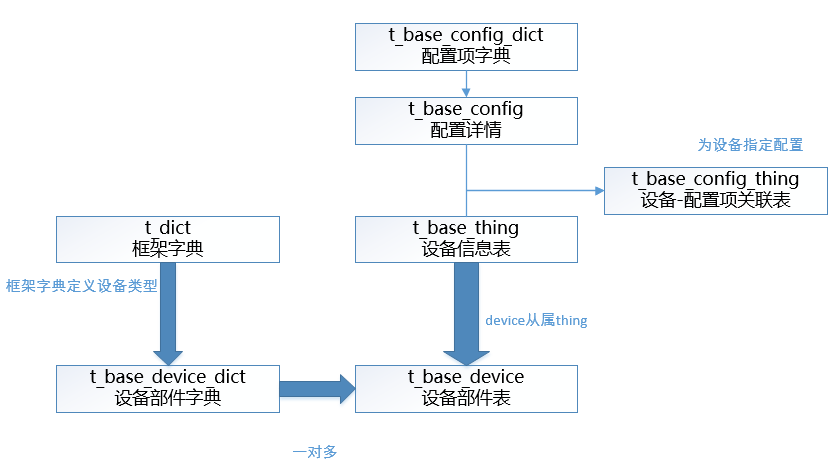 t_base_config_dict
配置项字典
t_base_config
配置详情
为设备指定配置
t_base_config_thing
设备-配置项关联表
t_dict
框架字典
t_base_thing
设备信息表
框架字典定义设备类型
device从属thing
t_base_device_dict
设备部件字典
t_base_device
设备部件表
一对多